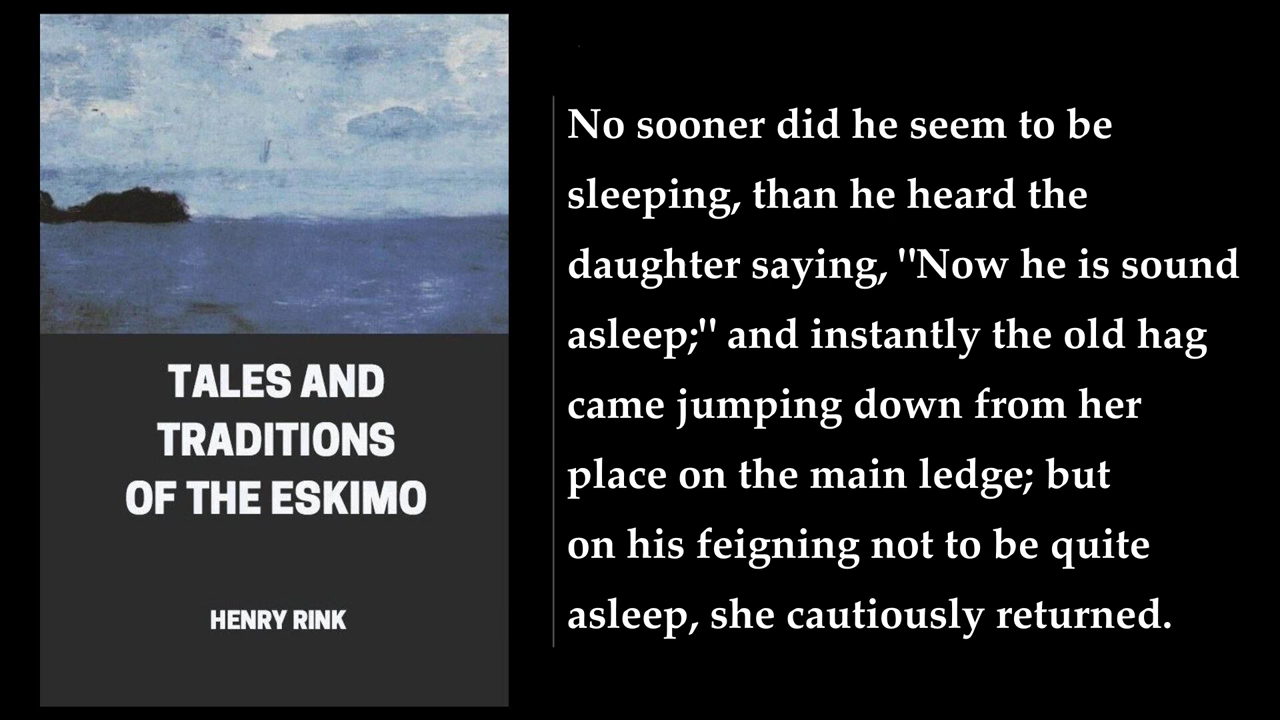 TALES AND
TRADITIONS
OF THE ESKIMO
HENRY RINK
No sooner did he seem to be
sleeping, than he heard the
daughter saying, "Now he is sound
asleep;" and instantly the old hag
came jumping down from her
place on the main ledge; but
on his feigning not to be quite
asleep, she cautiously returned.